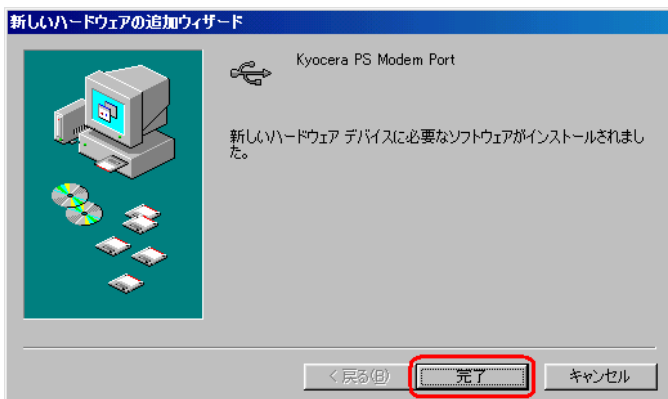 新しいハードウェアの追加ウィザード
Kyocera PS Modem Port
新しいハードウェア デバイスに必要なソフトウェアがインストールされまし
た。
< 戻る(B)
完了
キャンセル